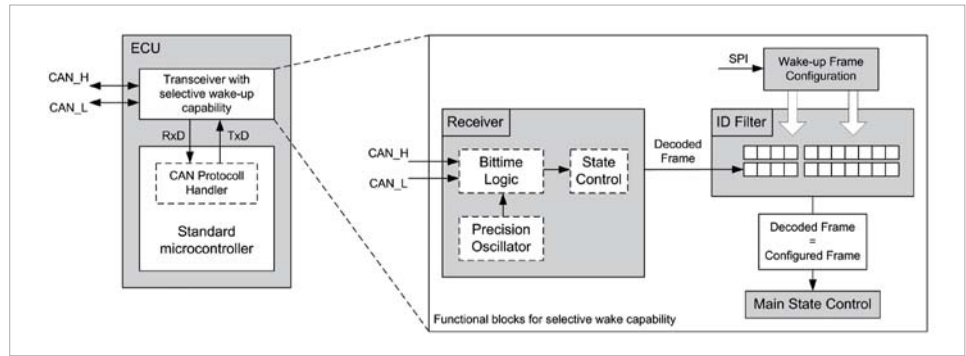 ECU
CAN_H
CAN_L
Transceiver with
selective wake-up
capability
RxD
TxD
CAN Protocoll
Handler
Standard
microcontroller
SPI
Wake-up Frame
Configuration
Receiver
CAN_H
CAN_L
Bittime
Logic
State
Control
Precision
Oscillator
Decoded
Frame
ID Filter
Decoded Frame
=
Configured Frame
Main State Control
Functional blocks for selective wake capability